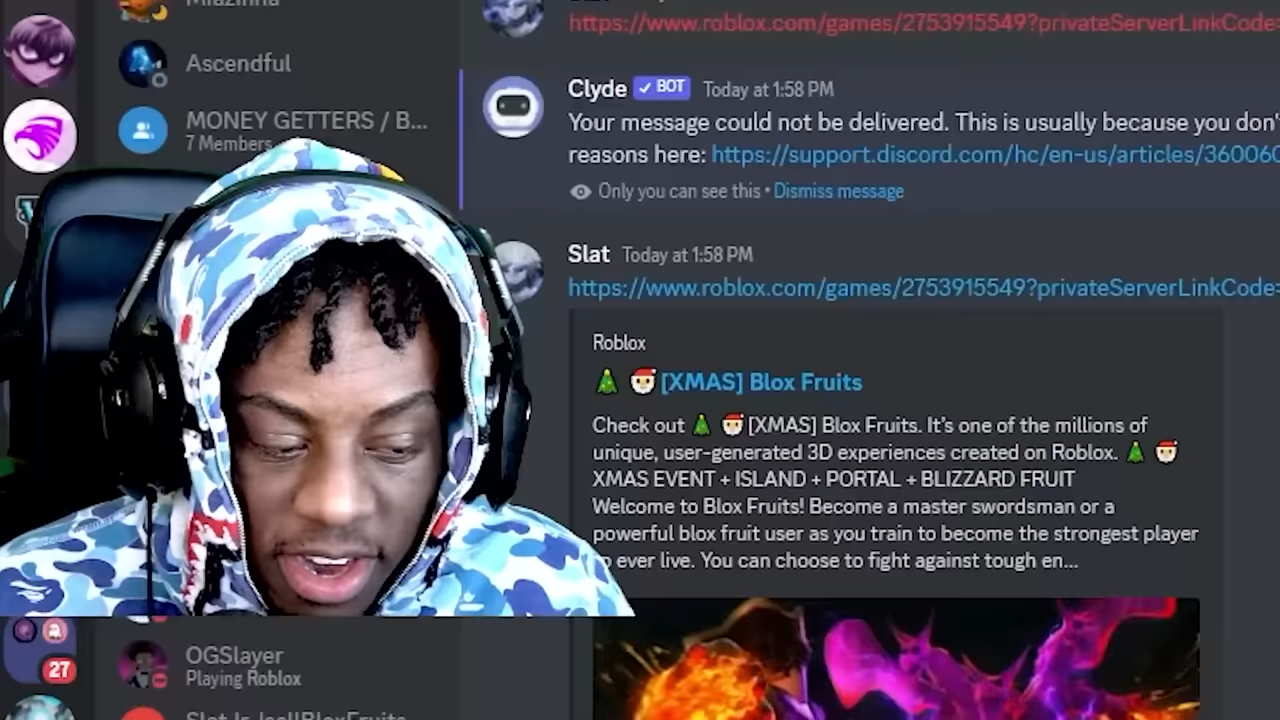 Ascendful
MONEY GETTERS / B...
7 Members
https://www.roblox.com/games/2753915549?privateServerLinkCode=
Clyde ✓ BOT Today at 1:58 PM
Your message could not be delivered. This is usually because you don't
reasons here: https://support.discord.com/hc/en-us/articles/360060
Only you can see this • Dismiss message
Slat Today at 1:58 PM
https://www.roblox.com/games/2753915549?privateServerLinkCode=
Roblox
🎄 🎅 [XMAS] Blox Fruits
Check out 🎄 🎅 [XMAS] Blox Fruits. It's one of the millions of
unique, user-generated 3D experiences created on Roblox. 🎄 🎅
XMAS EVENT + ISLAND + PORTAL + BLIZZARD FRUIT
Welcome to Blox Fruits! Become a master swordsman or a
powerful blox fruit user as you train to become the strongest player
ever live. You can choose to fight against tough en...
27
OGSlayer
Playing Roblox